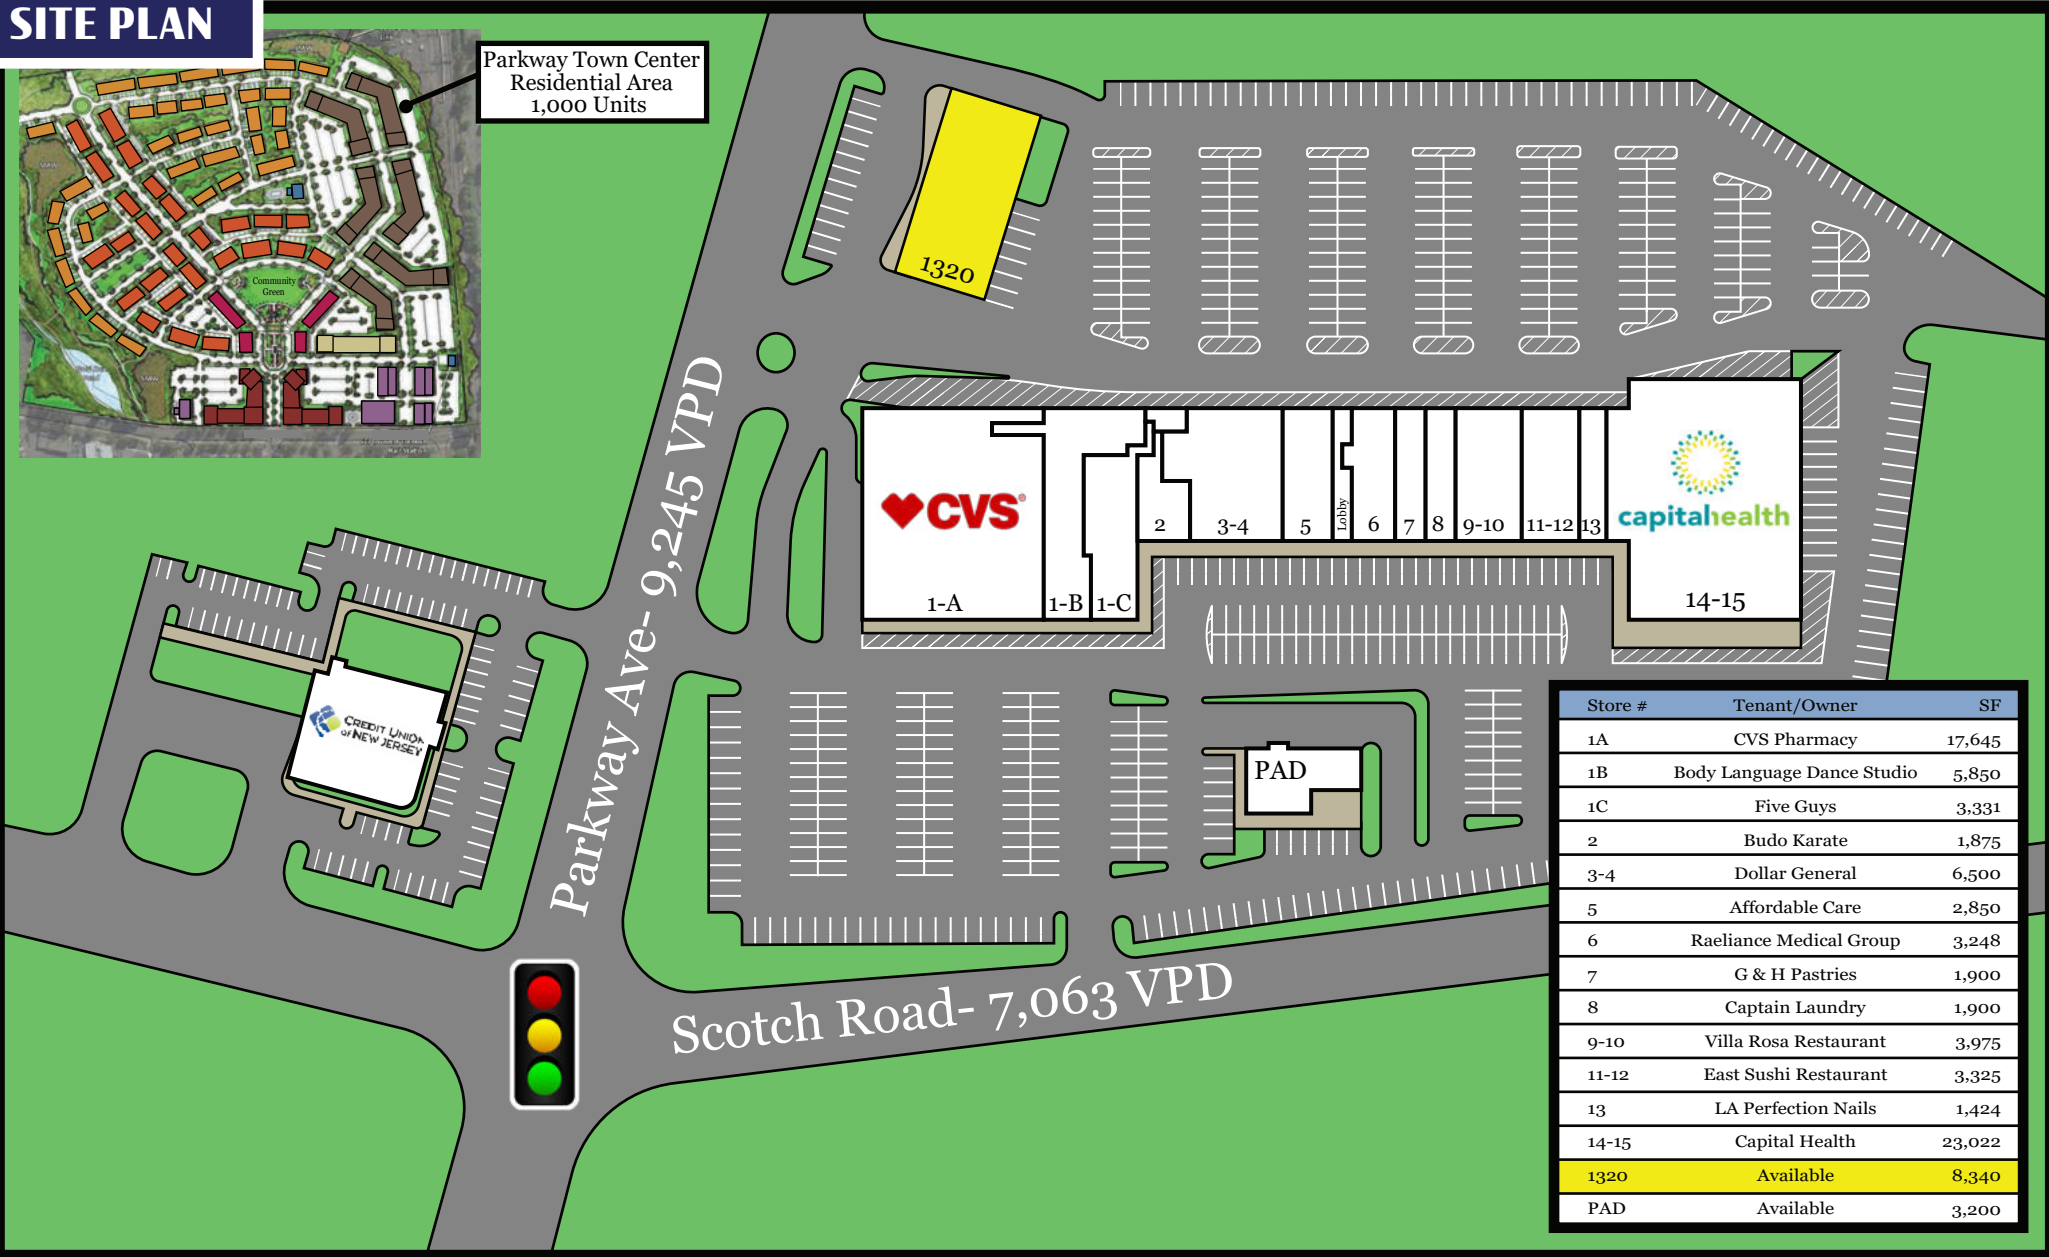 SITE PLAN
Parkway Town Center
Residential Area
1,000 Units
Community
Green
1320
Parkway Ave- 9,245 VPD
CVS
1-A
1-B
1-C
2
3-4
5
Lobby
6
7
8
9-10
11-12
13
capitalhealth
14-15
CREDIT UNION
OF NEW JERSEY
PAD
Scotch Road- 7,063 VPD
Store # Tenant/Owner SF
1A CVS Pharmacy 17,645
1B Body Language Dance Studio 5,850
1C Five Guys 3,331
2 Budo Karate 1,875
3-4 Dollar General 6,500
5 Affordable Care 2,850
6 Raeliance Medical Group 3,248
7 G & H Pastries 1,900
8 Captain Laundry 1,900
9-10 Villa Rosa Restaurant 3,975
11-12 East Sushi Restaurant 3,325
13 LA Perfection Nails 1,424
14-15 Capital Health 23,022
1320 Available 8,340
PAD Available 3,200